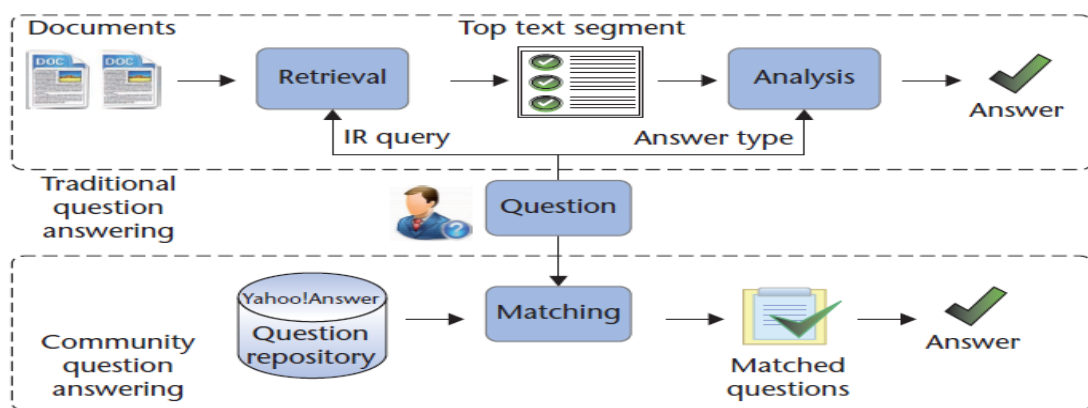 Documents
Top text segment
DOC
DOC
Retrieval
Analysis
Answer
IR query
Answer type
Traditional
question
answering
Question
?
Yahoo!Answer
Question
repository
Matching
Community
question
answering
Matched
questions
Answer